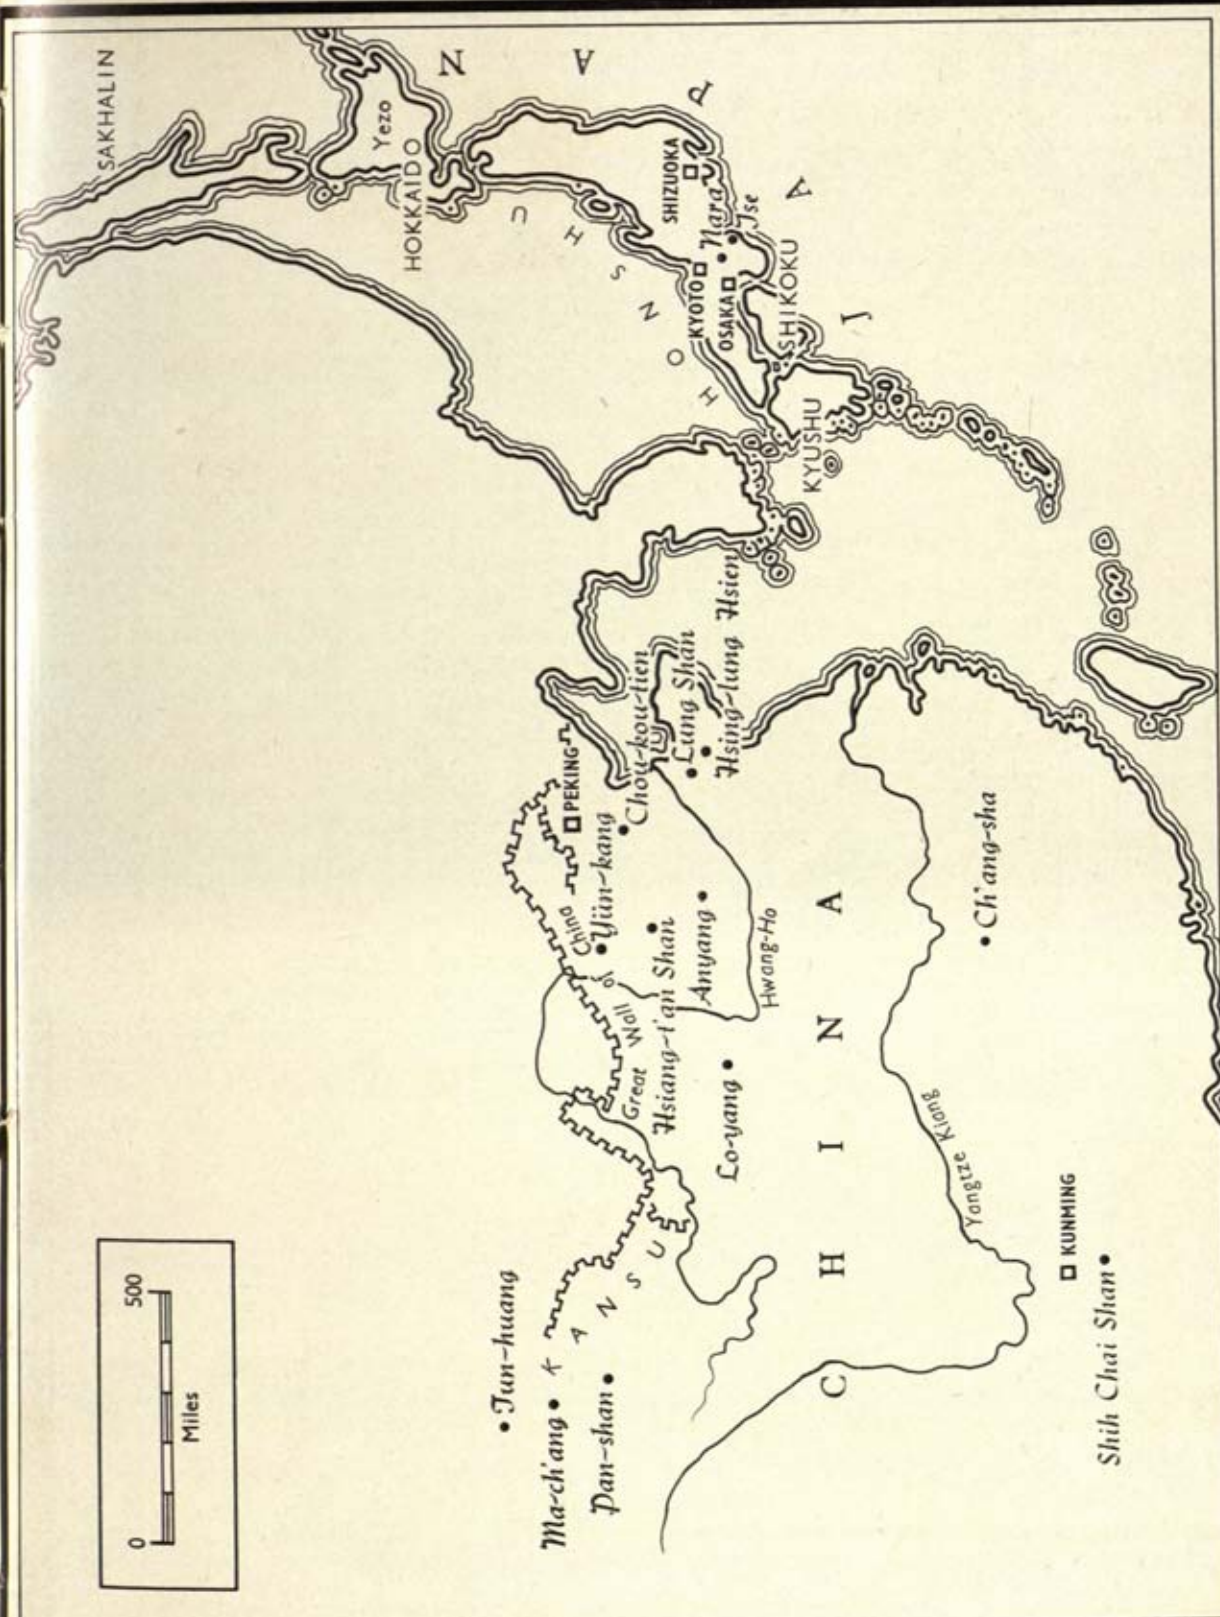 0
500
Miles
SAKHALIN
Yezo
HOKKAIDO
JAPAN
HONSHU
SHIZUOKA
KYOTO
Nara
Ise
OSAKA
SHIKOKU
KYUSHU
PEKING
Great Wall of China
Yün-kang
Chou-kou-tien
Lung Shan
Hsing-lung Hsien
Hsiang-t'an Shan
Anyang
Hwang-Ho
Lo-yang
Tun-huang
Ma-ch'ang
KANSU
Pan-shan
CHINA
Ch'ang-sha
Yangtze Kiang
KUNMING
Shih Chai Shan